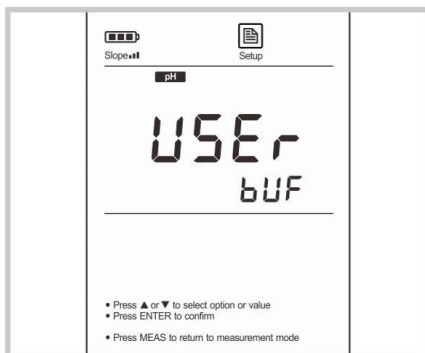 Slope
Setup
pH
USEr
bUF
• Press ▲ or ▼ to select option or value
• Press ENTER to confirm
• Press MEAS to return to measurement mode